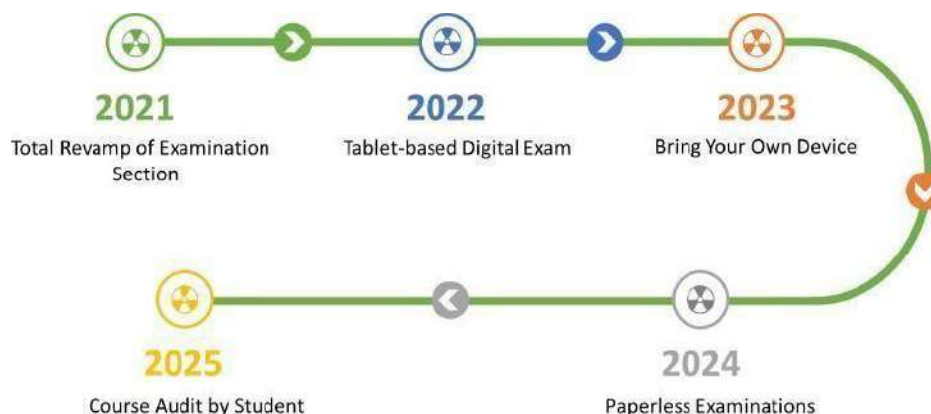 2021
Total Revamp of Examination
Section
2022
Tablet-based Digital Exam
2023
Bring Your Own Device
2024
Paperless Examinations
2025
Course Audit by Student